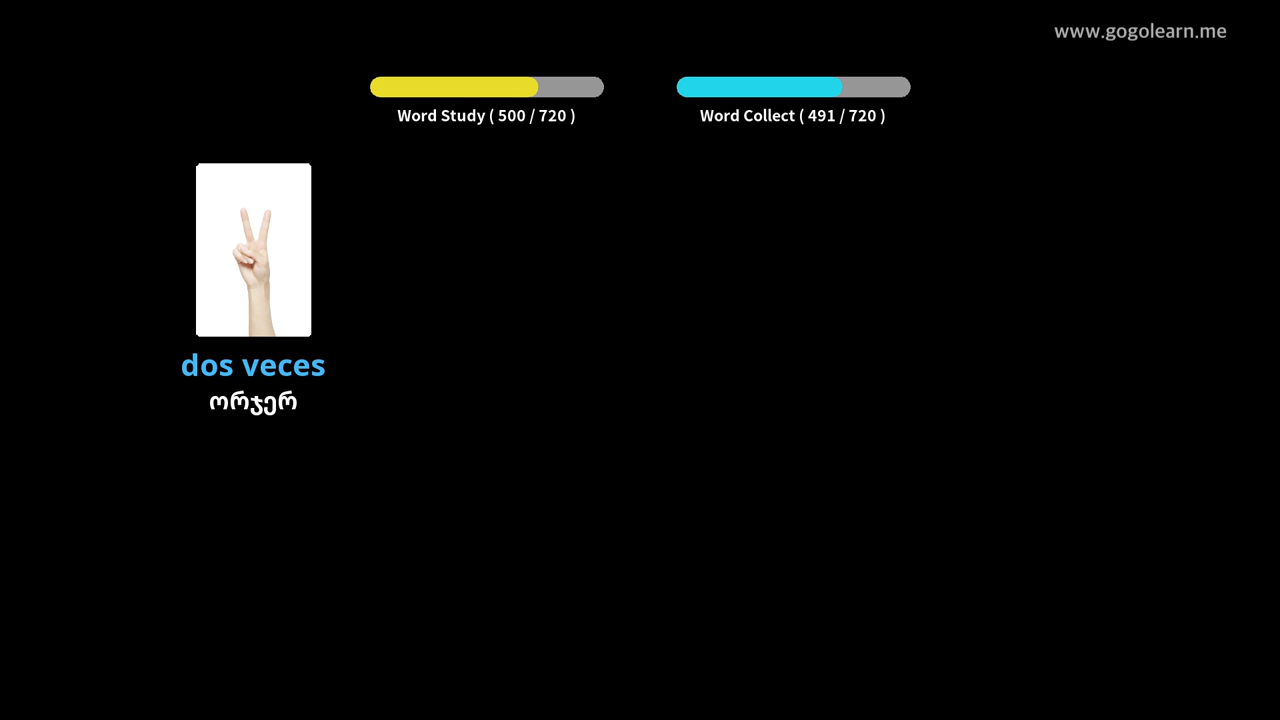 www.gogolearn.me
Word Study ( 500 / 720 )
Word Collect ( 491 / 720 )
dos veces
ორჯერ